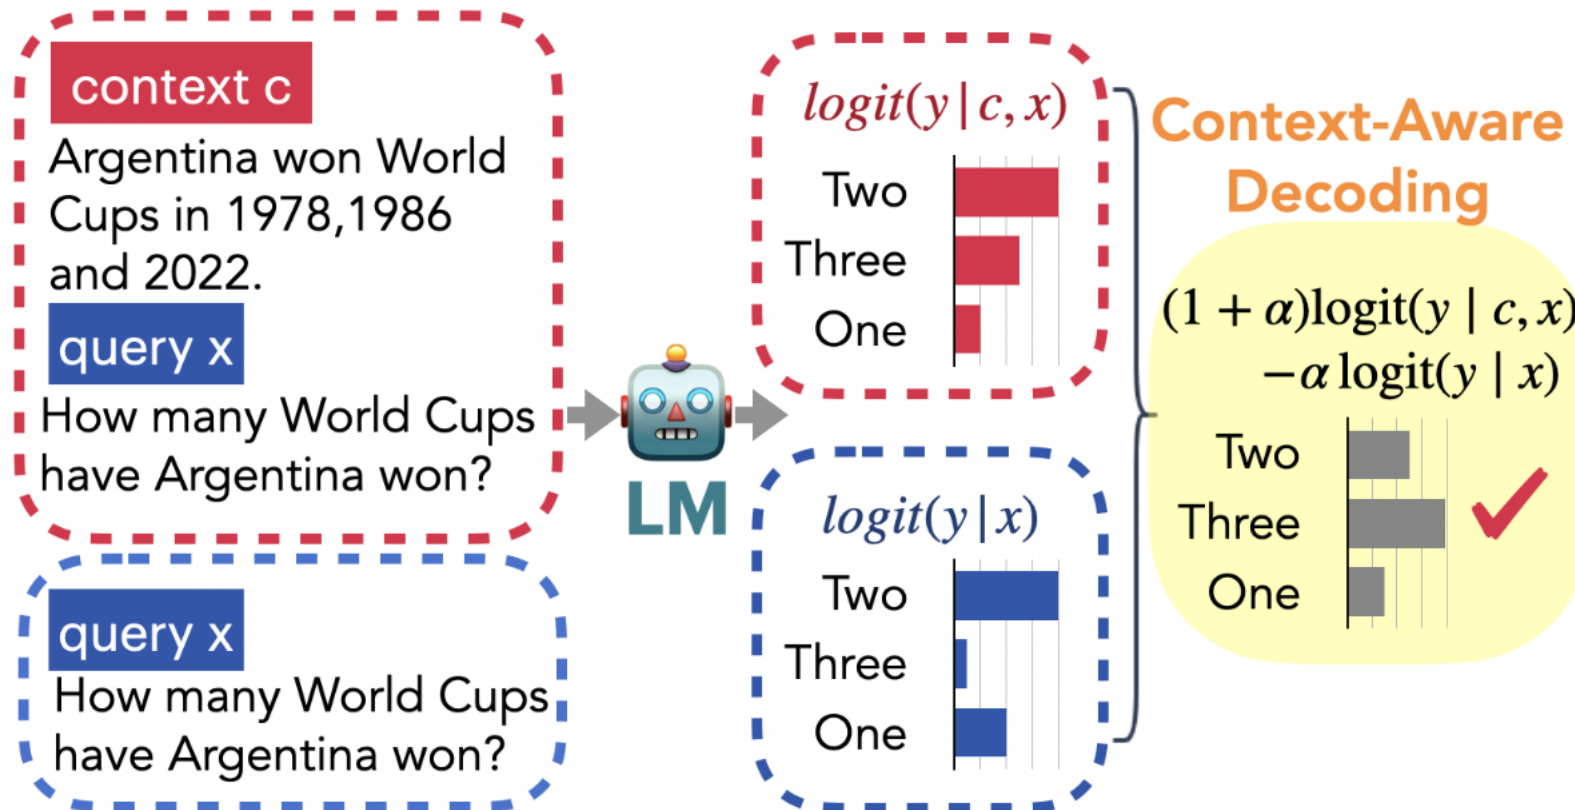 context c
Argentina won World
Cups in 1978,1986
and 2022.
query x
How many World Cups
have Argentina won?
query x
How many World Cups
have Argentina won?
LM
logit(y|c, x)
Two
Three
One
logit(y|x)
Two
Three
One
Context-Aware
Decoding
(1 + α)logit(y | c, x)
−α logit(y | x)
Two
Three
One